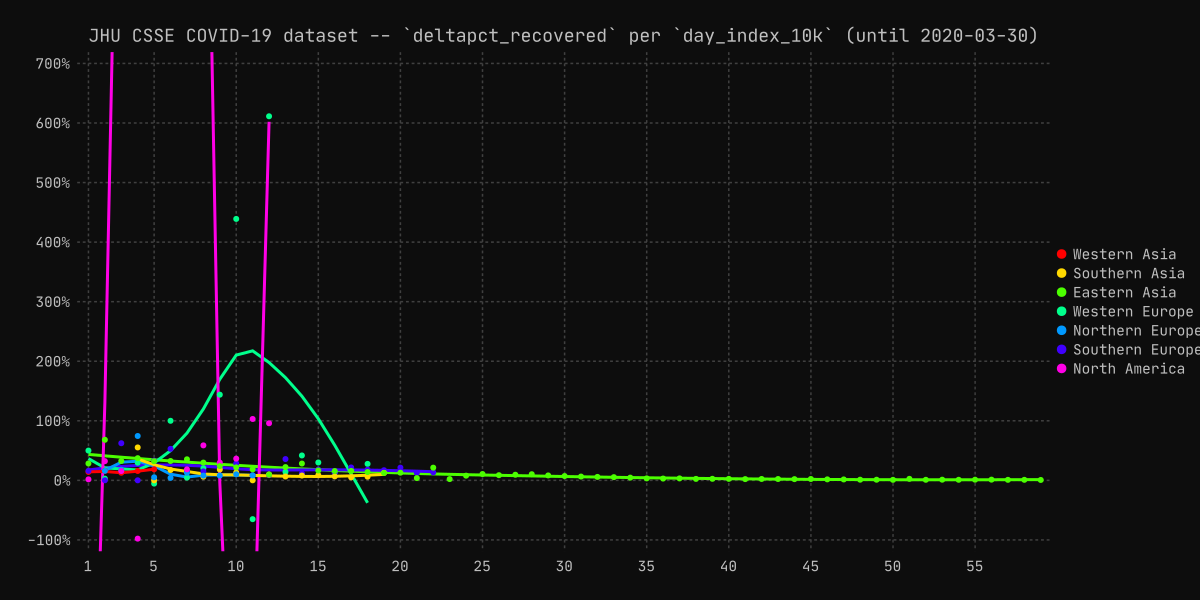 JHU CSSE COVID-19 dataset -- `deltapct_recovered` per `day_index_10k` (until 2020-03-30)
700%
600%
500%
400%
300%
200%
100%
0%
-100%
1 5 10 15 20 25 30 35 40 45 50 55
Western Asia
Southern Asia
Eastern Asia
Western Europe
Northern Europe
Southern Europe
North America